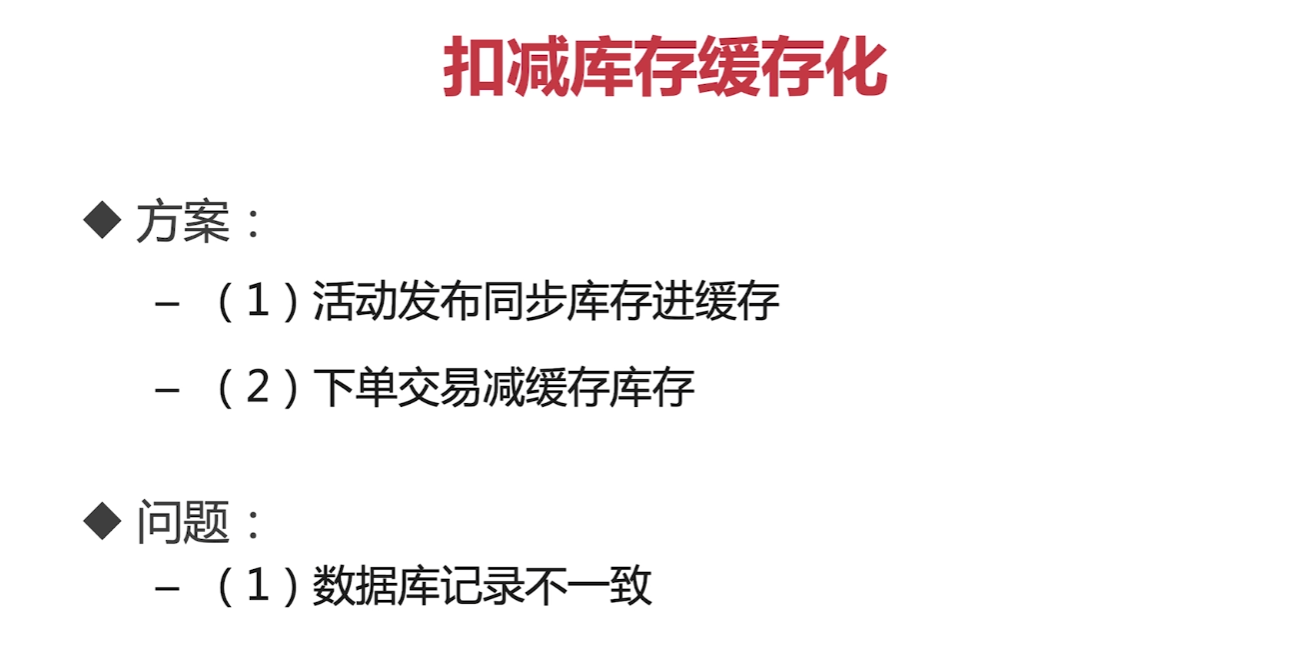 扣减库存缓存化
◆ 方案：
– （1）活动发布同步库存进缓存
– （2）下单交易减缓存库存
◆ 问题：
– （1）数据库记录不一致